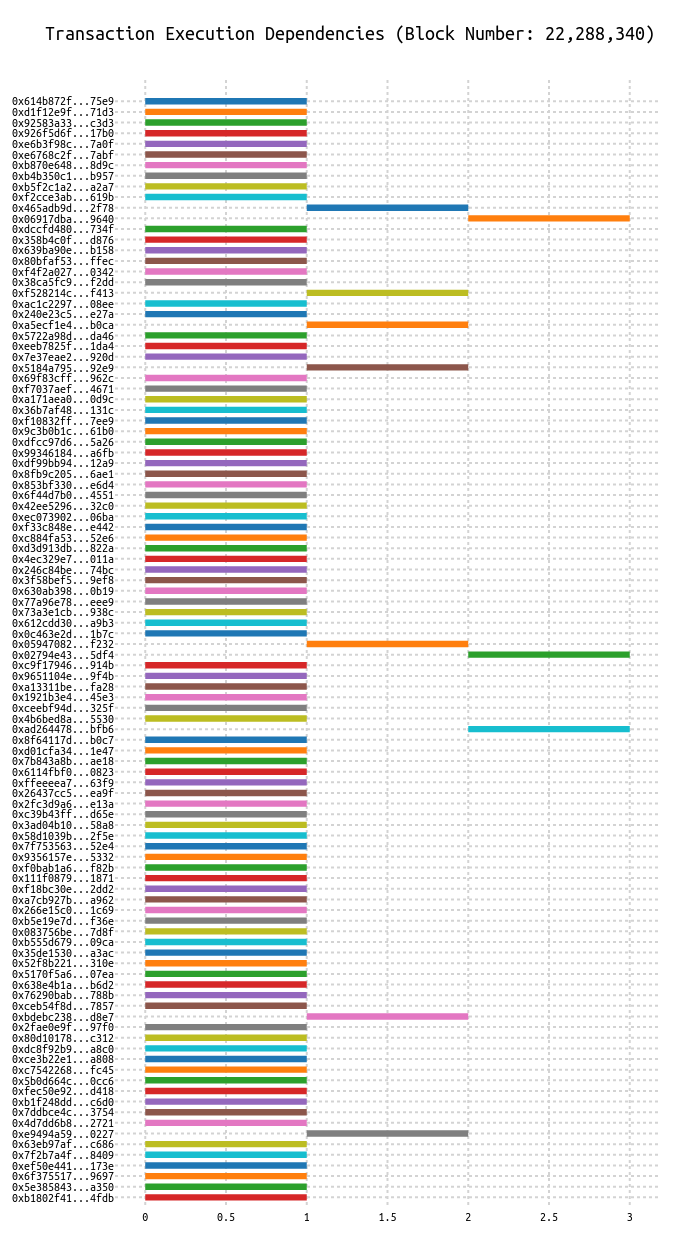 Transaction Execution Dependencies (Block Number: 22,288,340)
0x614b872f...75e9
0xd1f12e9f...71d3
0x92583a33...c3d3
0x926f5d6f...17b0
0xe6b3f98c...7a0f
0xe6768c2f...7abf
0xb870e648...8d9c
0xb4b350c1...b957
0xb5f2c1a2...a2a7
0xf2cce3ab...619b
0x465adb9d...2f78
0x06917dba...9640
0xdccfd480...734f
0x358b4c0f...d876
0x639ba90e...b158
0x80bfaf53...ffec
0xf4f2a027...0342
0x38ca5fc9...f2dd
0xf528214c...f413
0xac1c2297...08ee
0x240e23c5...e27a
0xa5ecf1e4...b0ca
0x5722a98d...da46
0xeeb7825f...1da4
0x7e37eae2...920d
0x5184a795...92e9
0x69f83cff...962c
0xf7037aef...4671
0xa171aea0...0d9c
0x36b7af48...131c
0xf10832ff...7ee9
0x9c3b0b1c...61b0
0xdfcc97d6...5a26
0x99346184...a6fb
0xdf99bb94...12a9
0x8fb9c205...6ae1
0x853bf330...e6d4
0x6f44d7b0...4551
0x42ee5296...32c0
0xec073902...06ba
0xf33c848e...e442
0xc884fa53...52e6
0xd3d913db...822a
0x4ec329e7...011a
0x246c84be...74bc
0x3f58bef5...9ef8
0x630ab398...0b19
0x77a96e78...eee9
0x73a3e1cb...938c
0x612cdd30...a9b3
0x0c463e2d...1b7c
0x05947082...f232
0x02794e43...5df4
0xc9f17946...914b
0x9651104e...9f4b
0xa13311be...fa28
0x1921b3e4...45e3
0xceebf94d...325f
0x4b6bed8a...5530
0xad264478...bfb6
0x8f64117d...b0c7
0xd01cfa34...1e47
0x7b843a8b...ae18
0x6114fbf0...0823
0xffeeeea7...63f9
0x26437cc5...ea9f
0x2fc3d9a6...e13a
0xc39b43ff...d65e
0x3ad04b10...58a8
0x58d1039b...2f5e
0x7f753563...52e4
0x9356157e...5332
0xf0bab1a6...f82b
0x111f0879...1871
0xf18bc30e...2dd2
0xa7cb927b...a962
0x266e15c0...1c69
0xb5e19e7d...f36e
0x083756be...7d8f
0xb555d679...09ca
0x35de1530...a3ac
0x52f8b221...310e
0x5170f5a6...07ea
0x638e4b1a...b6d2
0x76290bab...788b
0xceb54f8d...7857
0xbdebc238...d8e7
0x2fae0e9f...97f0
0x80d10178...c312
0xdc8f92b9...a8c0
0xce3b22e1...a808
0xc7542268...fc45
0x5b0d664c...0cc6
0xfec50e92...d418
0xb1f248dd...c6d0
0x7ddbce4c...3754
0x4d7dd6b8...2721
0xe9494a59...0227
0x63eb97af...c686
0x7f2b7a4f...8409
0xef50e441...173e
0x6f375517...9697
0x5e385843...a350
0xb1802f41...4fdb
0 0.5 1 1.5 2 2.5 3